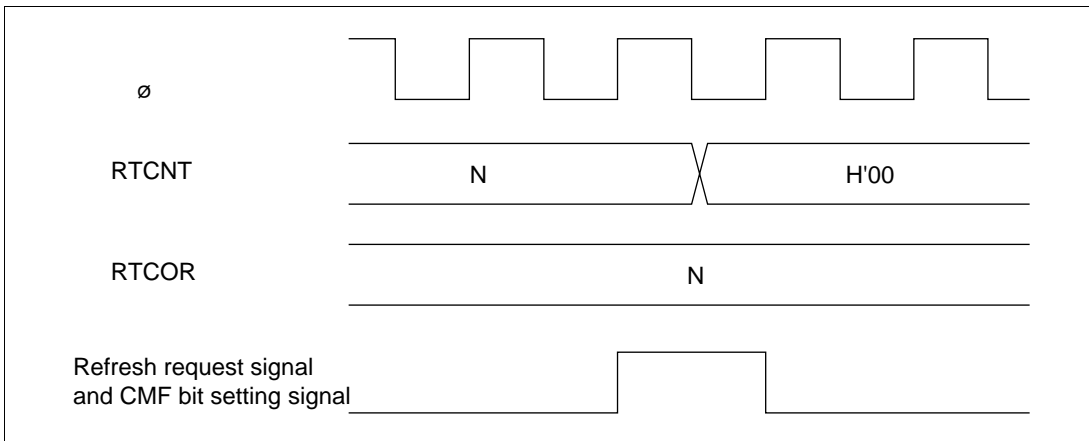 ø
RTCNT
N
H'00
RTCOR
N
Refresh request signal
and CMF bit setting signal